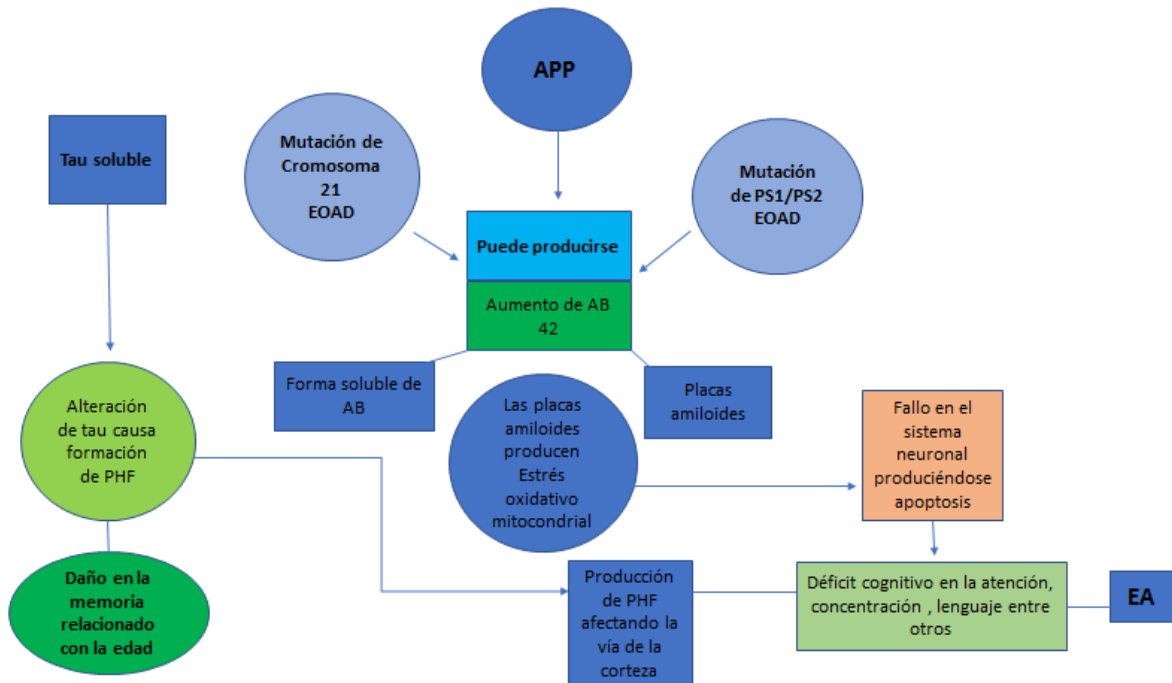 APP
Tau soluble
Mutación de
Cromosoma
21
EOAD
Mutación
de PS1/PS2
EOAD
Puede producirse
Aumento de AB
42
Forma soluble de
AB
Placas
amiloides
Alteración
de tau causa
formación
de PHF
Las placas
amiloides
producen
Estrés
oxidativo
mitocondrial
Fallo en el
sistema
neuronal
produciéndose
apoptosis
Daño en la
memoria
relacionado
con la edad
Producción
de PHF
afectando la
vía de la
corteza
Déficit cognitivo en la atención,
concentración , lenguaje entre
otros
EA